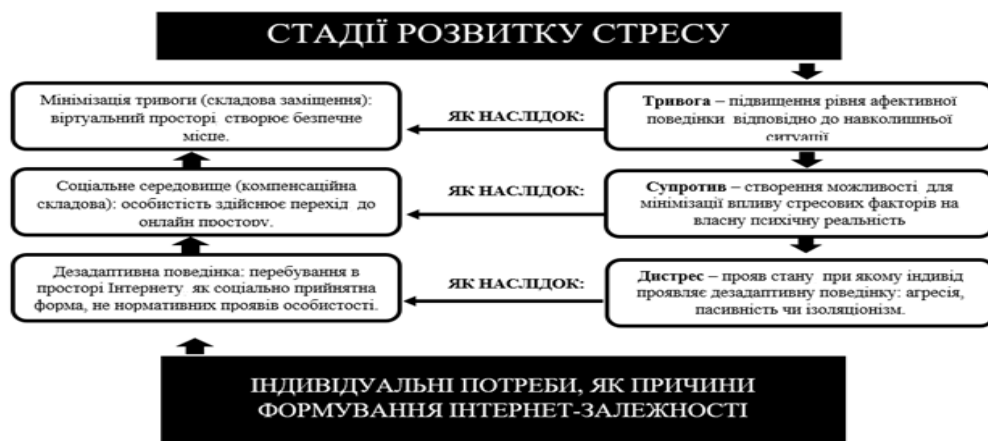 СТАДІЇ РОЗВИТКУ СТРЕСУ
Мінімізація тривоги (складова заміщення):
віртуальний просторі створює безпечне
місце.
ЯК НАСЛІДОК:
Тривога – підвищення рівня афективної
поведінки відповідно до навколишньої
ситуації
Соціальне середовище (компенсаційна
складова): особистість здійснює перехід до
онлайн простору.
ЯК НАСЛІДОК:
Супротив – створення можливості для
мінімізації впливу стресових факторів на
власну психічну реальність
Дезадаптивна поведінка: перебування в
просторі Інтернету як соціально прийнятна
форма, не нормативних проявів особистості.
ЯК НАСЛІДОК:
Дистрес – прояв стану при якому індивід
проявляє дезадаптивну поведінку: агресія,
пасивність чи ізоляціонізм.
ІНДИВІДУАЛЬНІ ПОТРЕБИ, ЯК ПРИЧИНИ
ФОРМУВАННЯ ІНТЕРНЕТ-ЗАЛЕЖНОСТІ